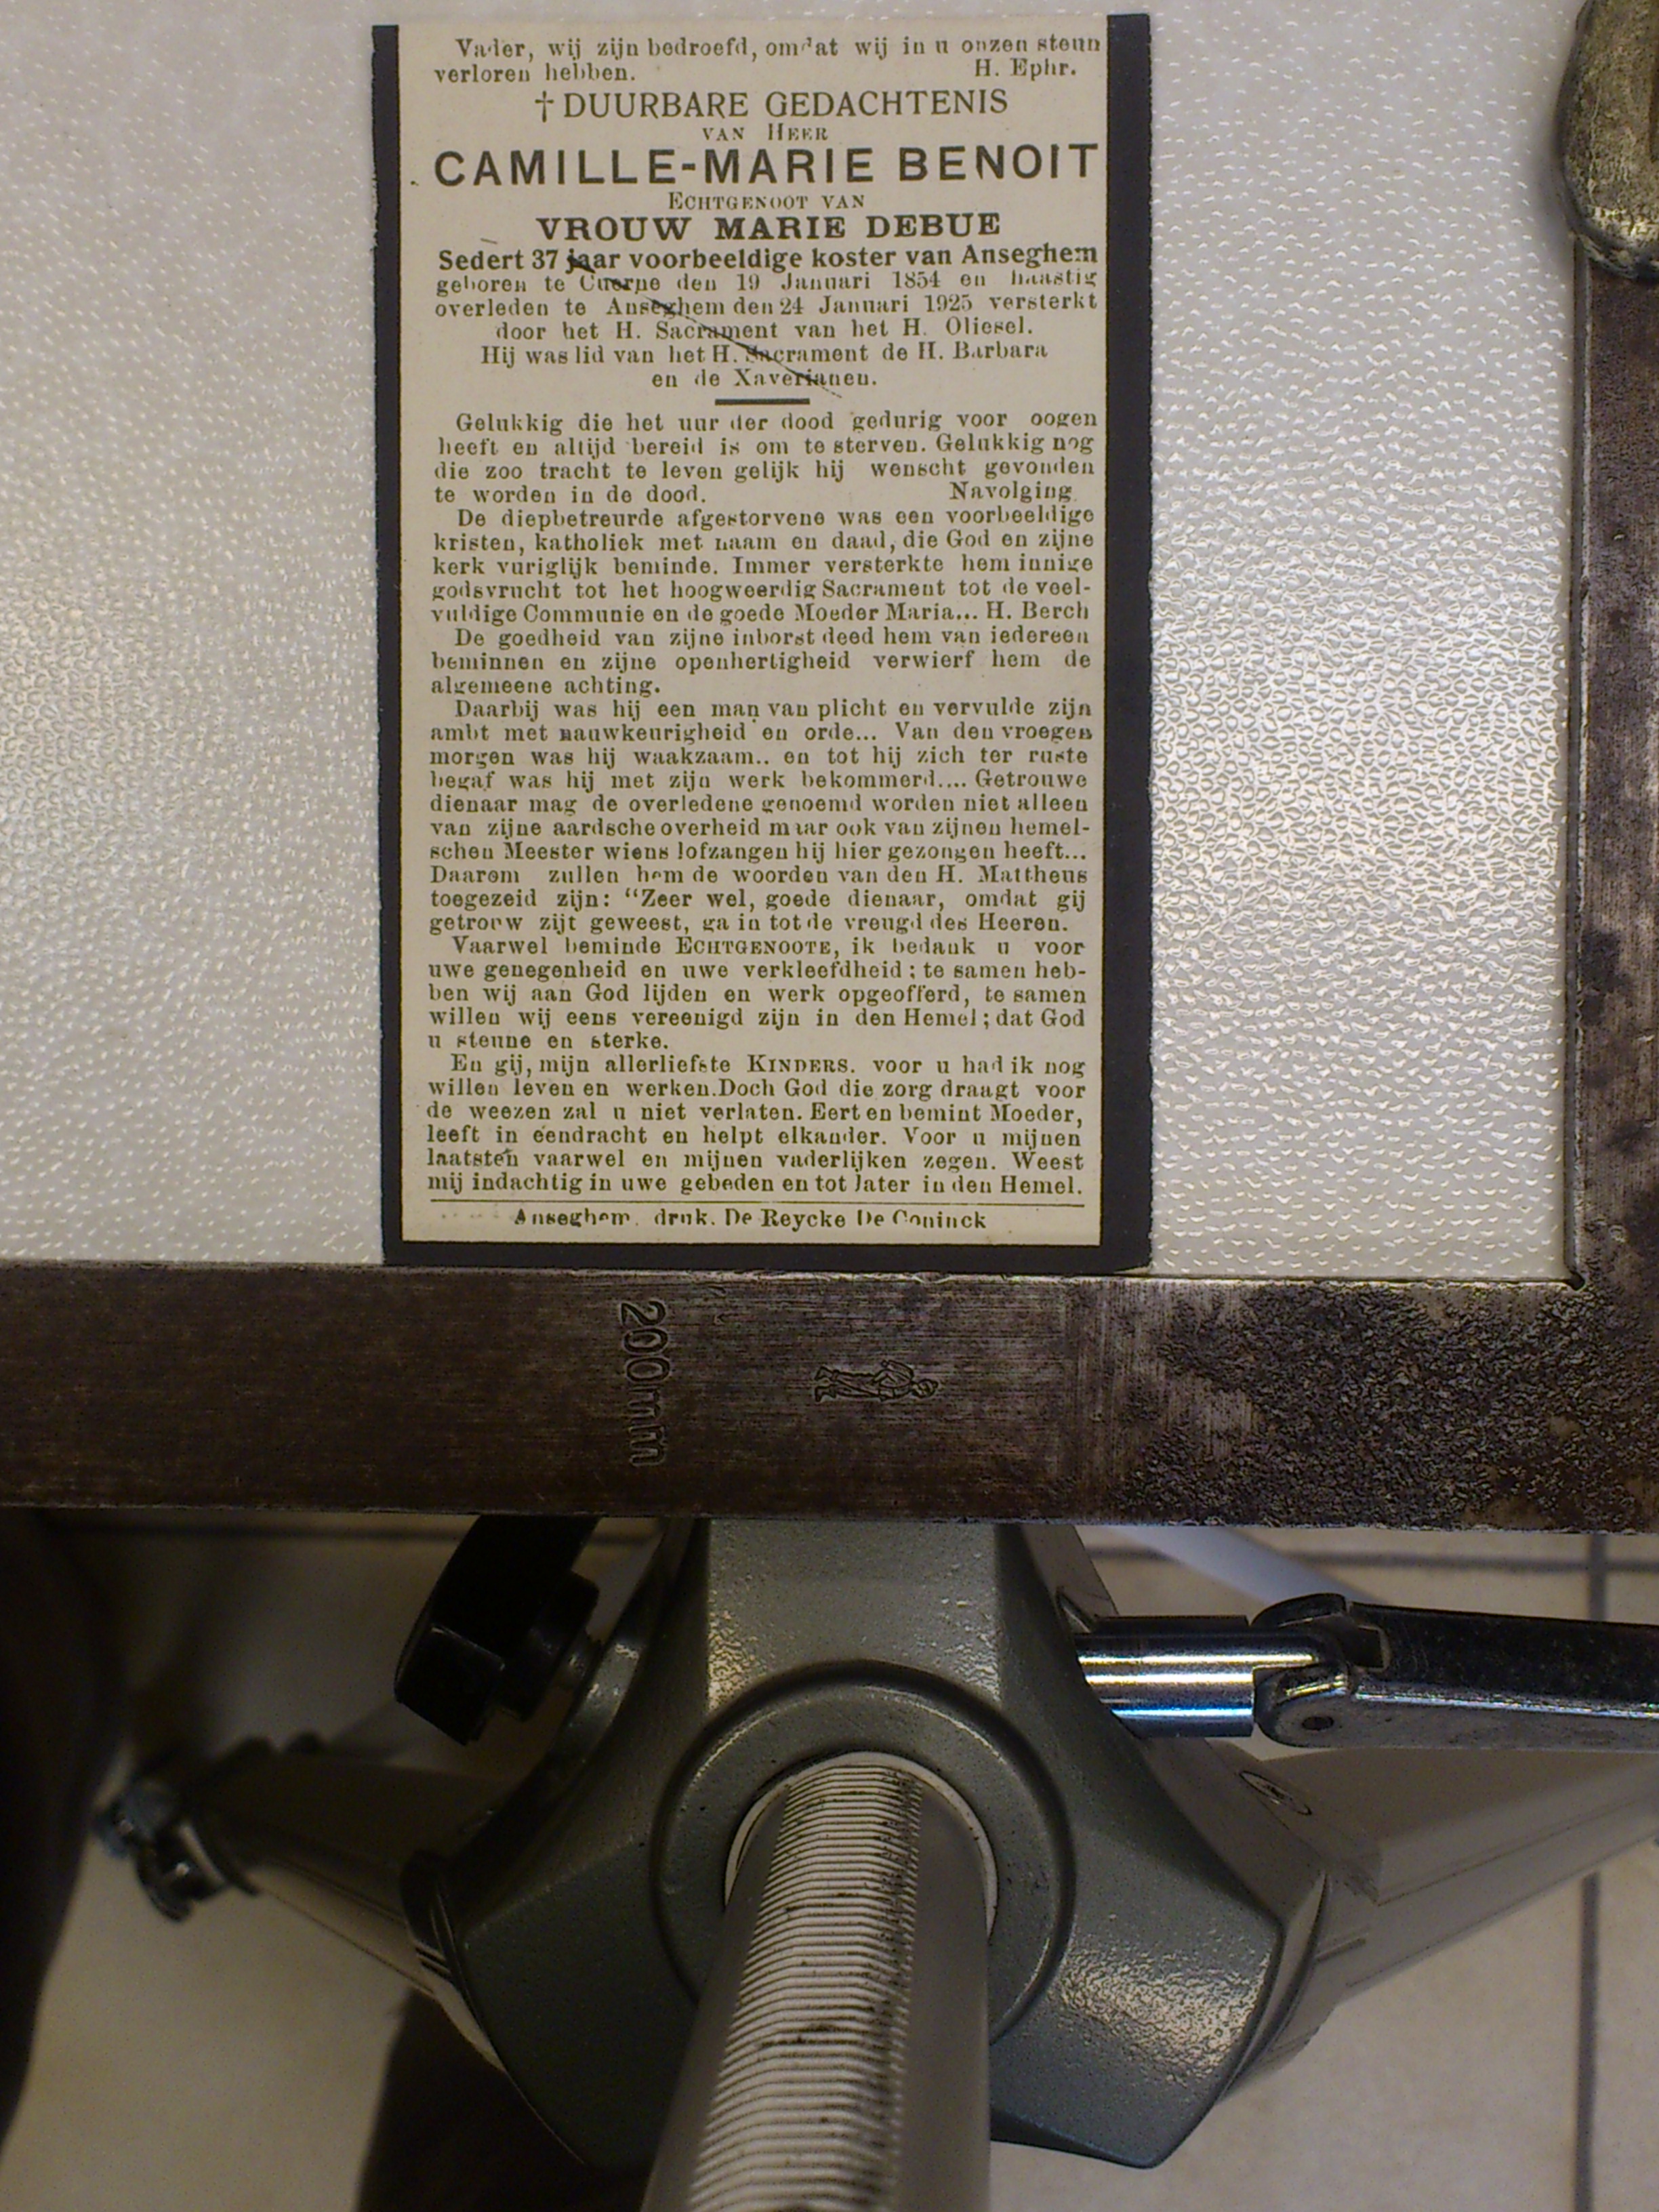 Vader, wij zijn bedroefd, omdat wij in u onzen steun
verloren hebben. H. Ephr.
† DUURBARE GEDACHTENIS
VAN HEER
CAMILLE-MARIE BENOIT
ECHTGENOOT VAN
VROUW MARIE DEBUE
Sedert 37 jaar voorbeeldige koster van Anseghem
geboren te Cuerne den 19 Januari 1854 en haastig
overleden te Anseghem den 24 Januari 1925 versterkt
door het H. Sacrament van het H. Oliesel.
Hij was lid van het H. Sacrament de H. Barbara
en de Xaverianen.
Gelukkig die het uur der dood gedurig voor oogen
heeft en altijd bereid is om te sterven. Gelukkig nog
die zoo tracht te leven gelijk hij wenscht gevonden
te worden in de dood. Navolging
De diepbetreurde afgestorvene was een voorbeeldige
kristen, katholiek met naam en daad, die God en zijne
kerk vuriglijk beminde. Immer versterkte hem innige
godsvrucht tot het hoogweerdig Sacrament tot de veel-
vuldige Communie en de goede Moeder Maria... H. Berch
De goedheid van zijne inborst deed hem van iedereen
beminnen en zijne openhertigheid verwierf hem de
algemeene achting.
Daarbij was hij een man van plicht en vervulde zijn
ambt met nauwkeurigheid en orde... Van den vroegen
morgen was hij waakzaam.. en tot hij zich ter ruste
begaf was hij met zijn werk bekommerd.... Getrouwe
dienaar mag de overledene genoemd worden niet alleen
van zijne aardsche overheid maar ook van zijnen hemel-
schen Meester wiens lofzangen hij hier gezongen heeft...
Daarom zullen hem de woorden van den H. Mattheus
toegezeid zijn: “Zeer wel, goede dienaar, omdat gij
getrouw zijt geweest, ga in tot de vreugd des Heeren.
Vaarwel beminde ECHTGENOOTE, ik bedank u voor
uwe genegenheid en uwe verkleefdheid ; te samen heb-
ben wij aan God lijden en werk opgeofferd, te samen
willen wij eens vereenigd zijn in den Hemel ; dat God
u steune en sterke.
En gij, mijn allerliefste KINDERS. voor u had ik nog
willen leven en werken.Doch God die zorg draagt voor
de weezen zal u niet verlaten. Eert en bemint Moeder,
leeft in eendracht en helpt elkander. Voor u mijnen
laatsten vaarwel en mijnen vaderlijken zegen. Weest
mij indachtig in uwe gebeden en tot later in den Hemel.
Anseghem, druk. De Reycke De Coninck
200mm